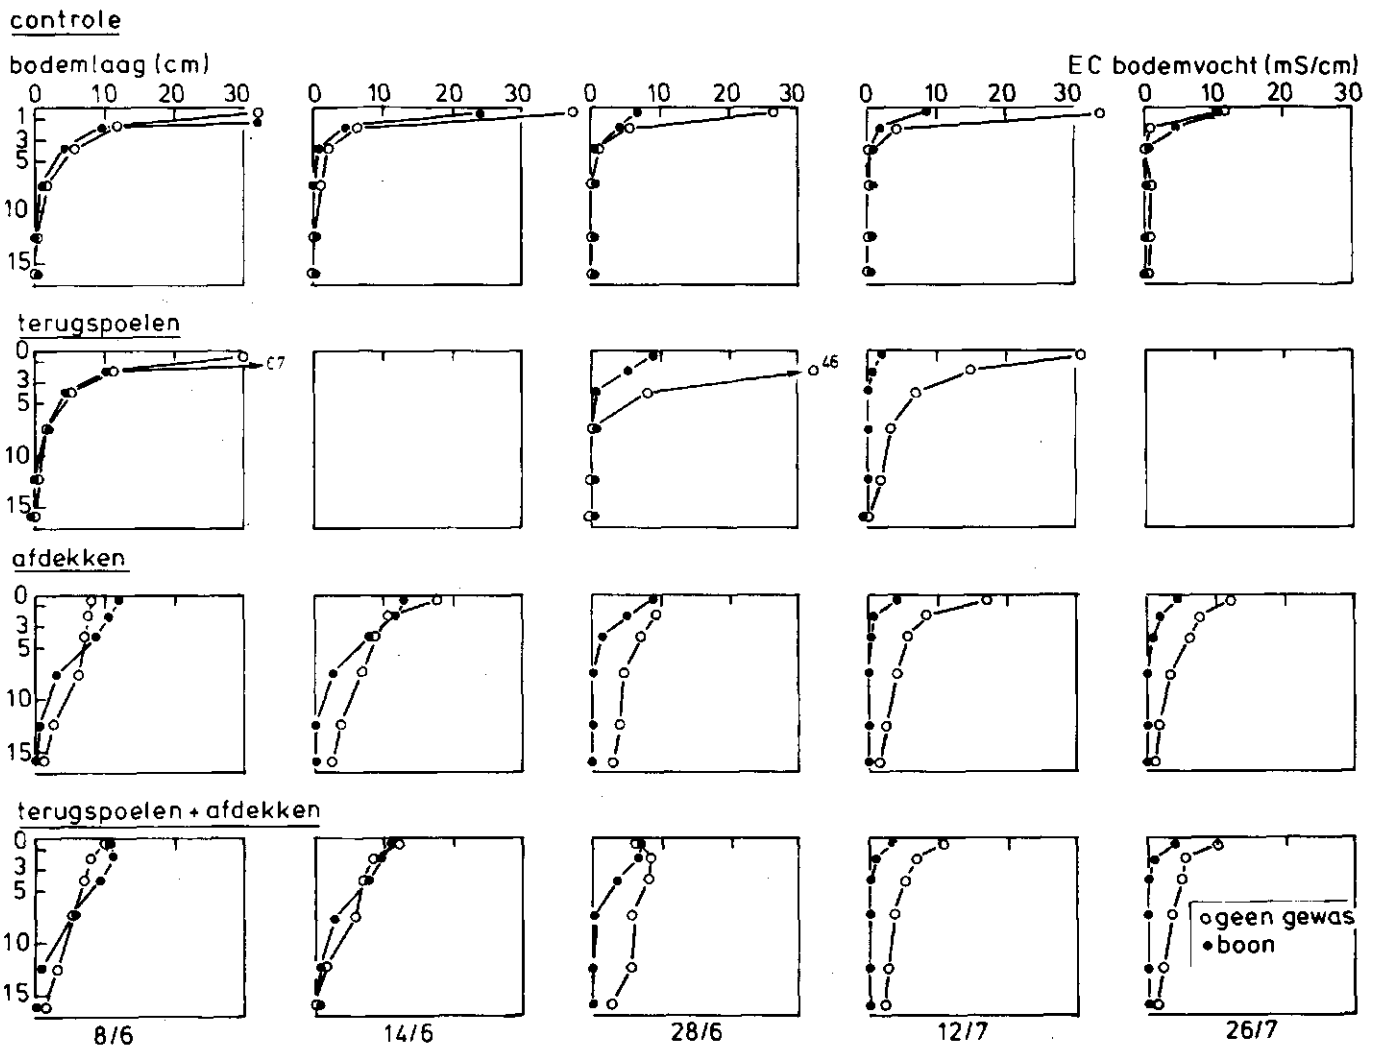 controle
bodemlaag (cm) EC bodemvocht (mS/cm)
0 10 20 30 0 10 20 30 0 10 20 30 0 10 20 30 0 10 20 30
1
3
5
10
15
terugspoelen
0
3
5
10
15
67
46
afdekken
0
3
5
10
15
terugspoelen + afdekken
0
3
5
10
15
geen gewas
boon
8/6 14/6 28/6 12/7 26/7